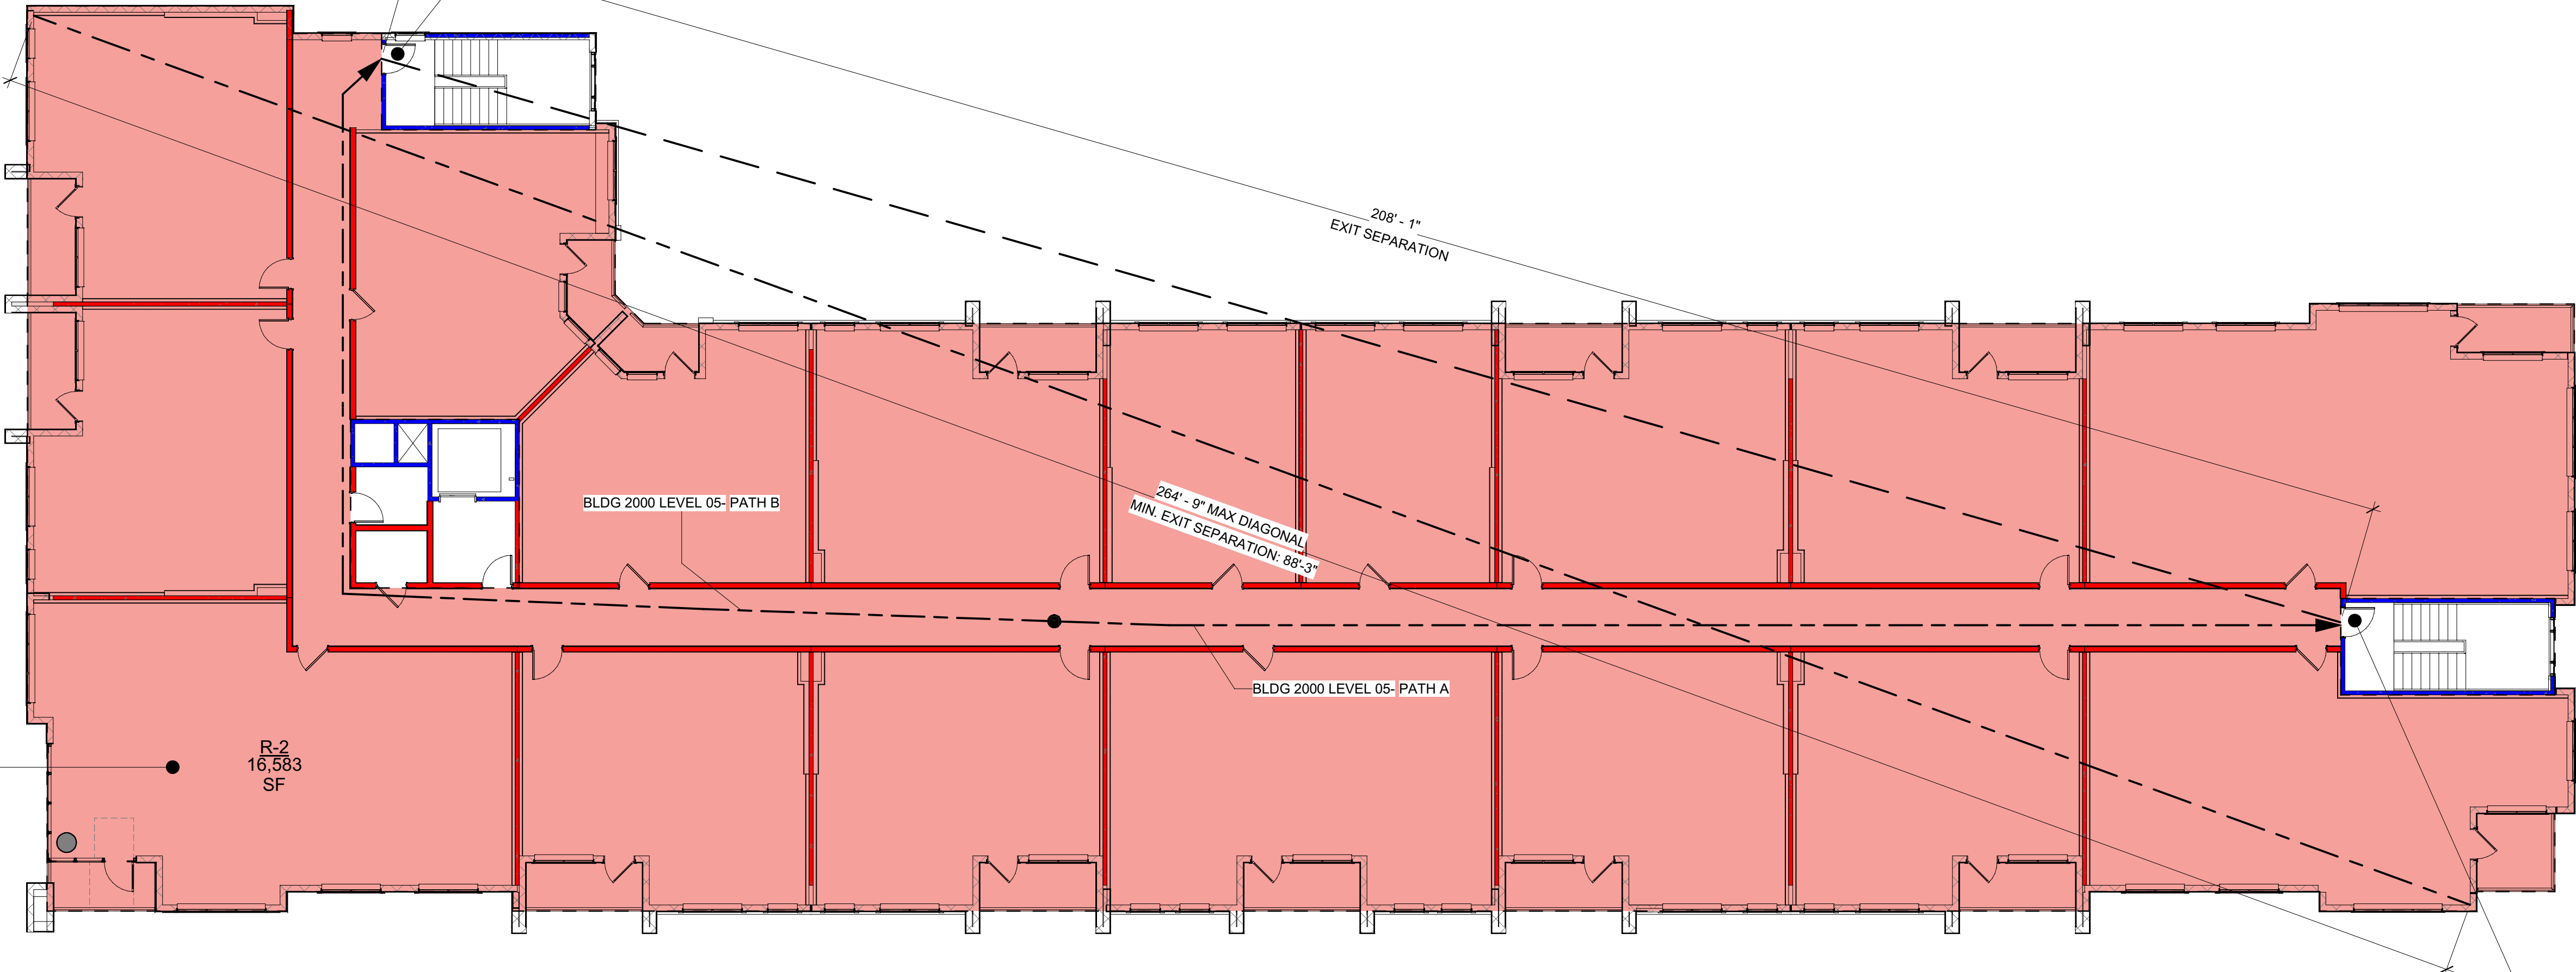 208' - 1"
EXIT SEPARATION
264' - 9" MAX DIAGONAL
MIN. EXIT SEPARATION: 88'-3"
BLDG 2000 LEVEL 05- PATH B
BLDG 2000 LEVEL 05- PATH A
R-2
16,583
SF